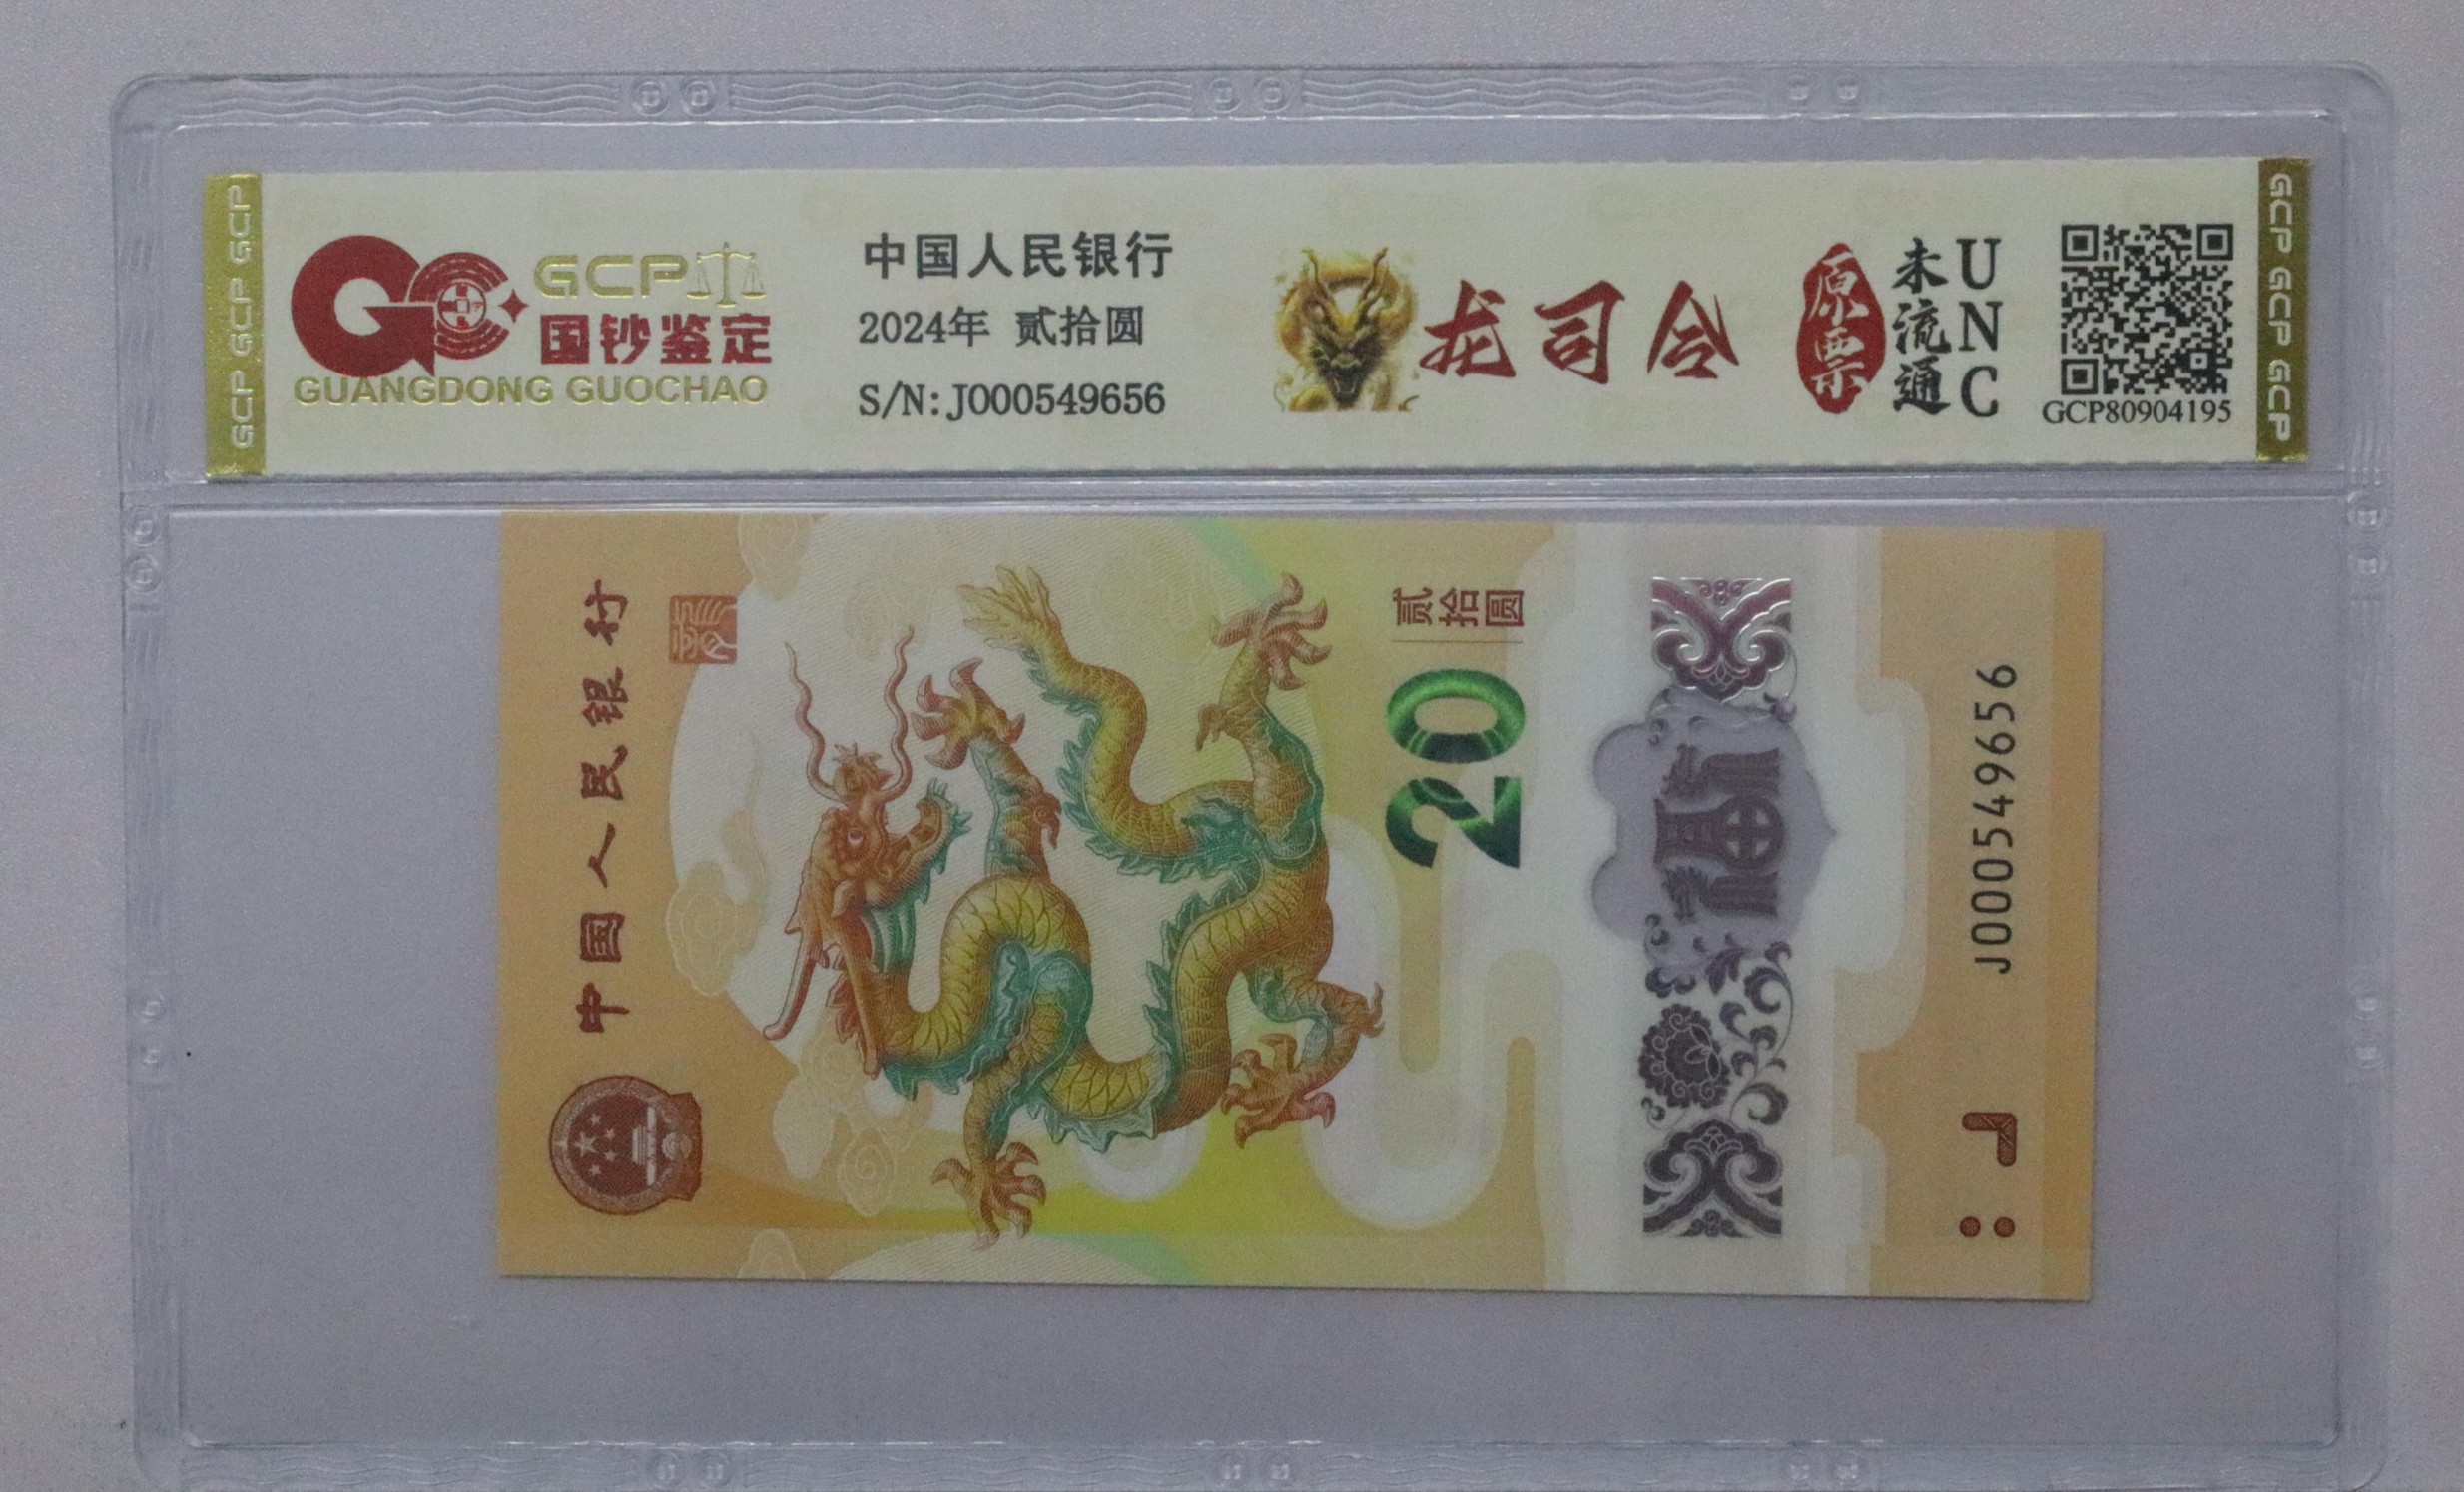 GCP GCP GCP
GCP
国钞鉴定
GUANGDONG GUOCHAO
中国人民银行
2024年 贰拾圆
S/N:J000549656
龙司令
原票
未流通
UNC
GCP80904195
GCP GCP GCP
中国人民银行
贰拾圆
20
J000549656